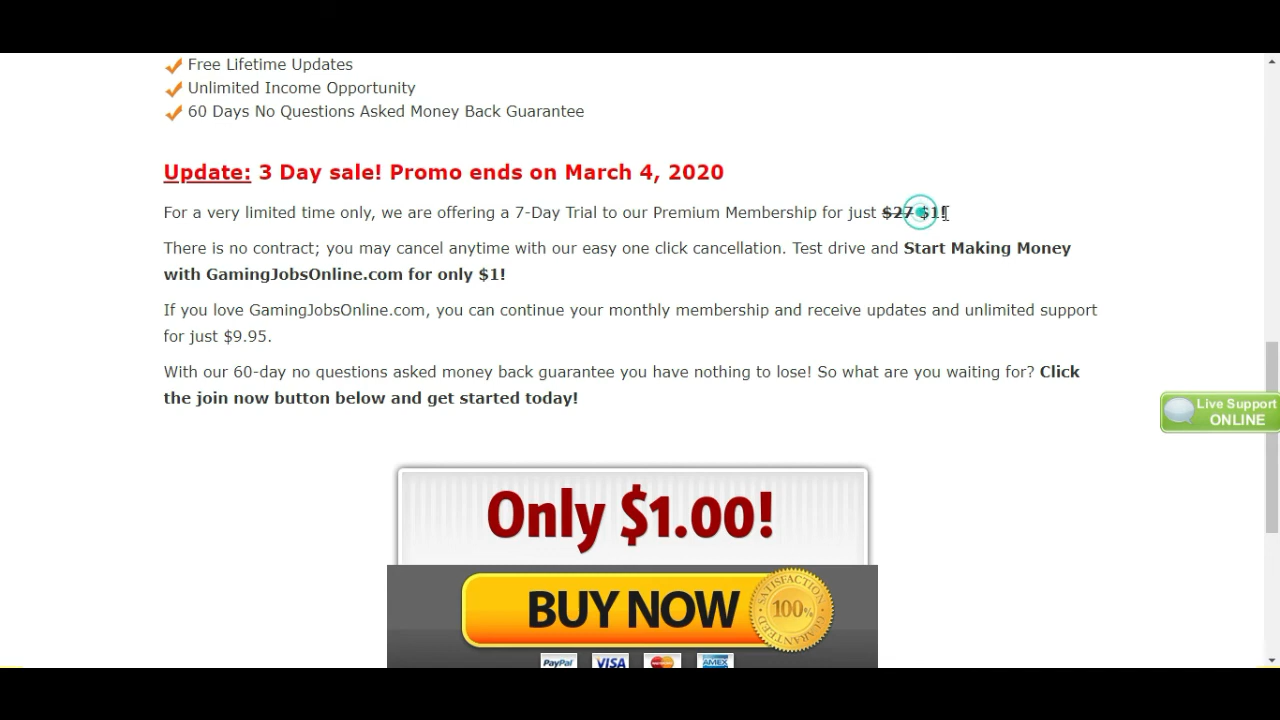 Free Lifetime Updates
Unlimited Income Opportunity
60 Days No Questions Asked Money Back Guarantee
Update: 3 Day sale! Promo ends on March 4, 2020
For a very limited time only, we are offering a 7-Day Trial to our Premium Membership for just $27 $1!
There is no contract; you may cancel anytime with our easy one click cancellation. Test drive and Start Making Money
with GamingJobsOnline.com for only $1!
If you love GamingJobsOnline.com, you can continue your monthly membership and receive updates and unlimited support
for just $9.95.
With our 60-day no questions asked money back guarantee you have nothing to lose! So what are you waiting for? Click
the join now button below and get started today!
Live Support
ONLINE
Only $1.00!
BUY NOW
SATISFACTION
100%
GUARANTEED
PayPal VISA MasterCard AMEX